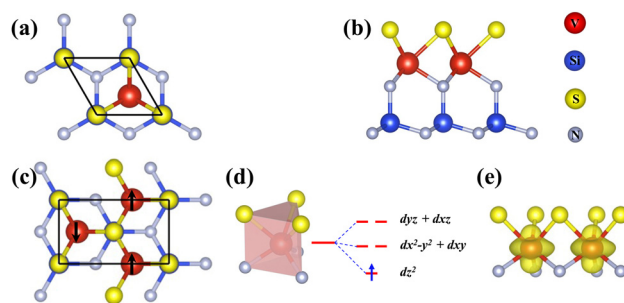 (a)
(b)
V
Si
S
N
(c)
(d)
dyz + dxz
dx²-y² + dxy
dz²
(e)